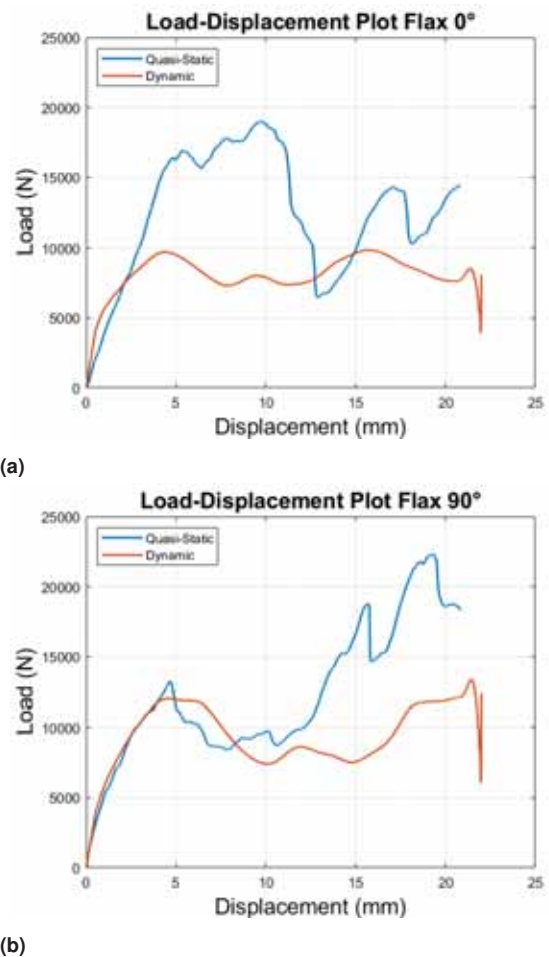 Load-Displacement Plot Flax 0°
25000
20000
15000
10000
5000
0
Load (N)
Quasi-Static
Dynamic
0 5 10 15 20 25
Displacement (mm)
(a)
Load-Displacement Plot Flax 90°
25000
20000
15000
10000
5000
0
Load (N)
Quasi-Static
Dynamic
0 5 10 15 20 25
Displacement (mm)
(b)